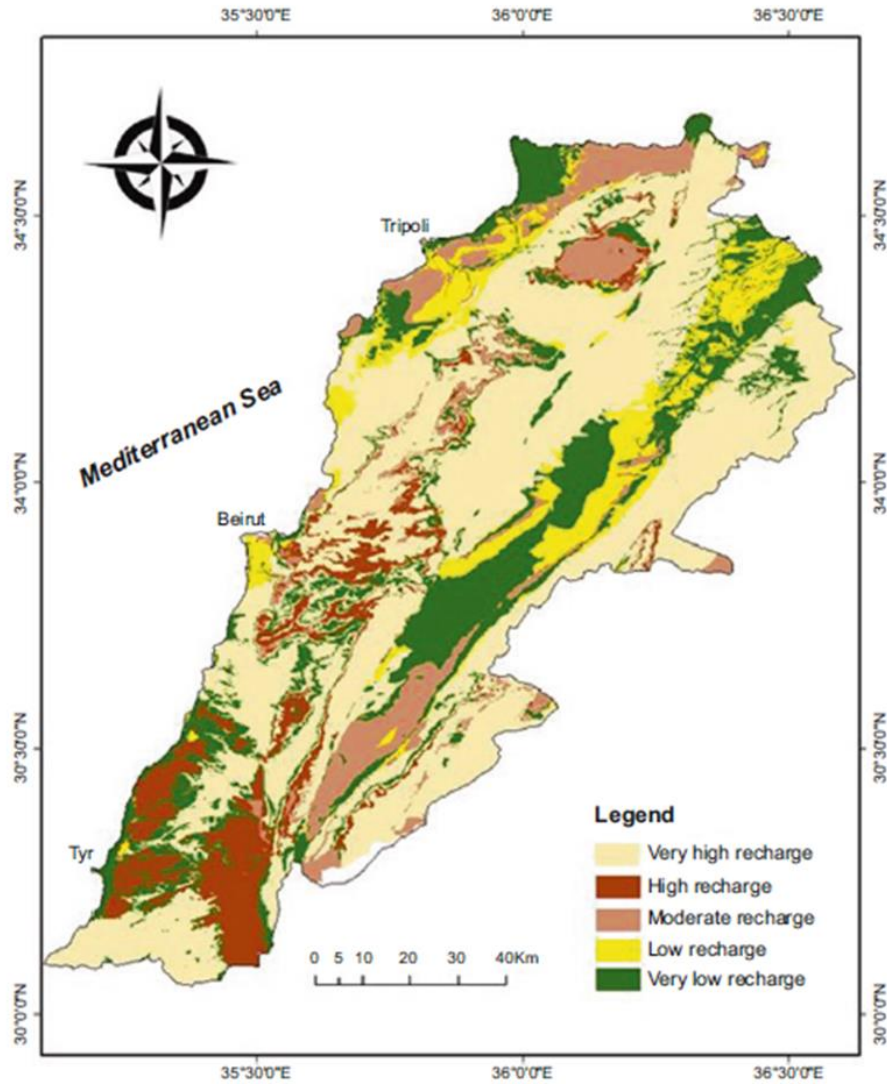 35°30'0"E 36°0'0"E 36°30'0"E
34°30'0"N 34°30'0"N
Tripoli
Mediterranean Sea
34°0'0"N 34°0'0"N
Beirut
30°30'0"N 30°30'0"N
Legend
Tyr
Very high recharge
High recharge
Moderate recharge
Low recharge
Very low recharge
0 5 10 20 30 40Km
30°0'0"N 30°0'0"N
35°30'0"E 36°0'0"E 36°30'0"E